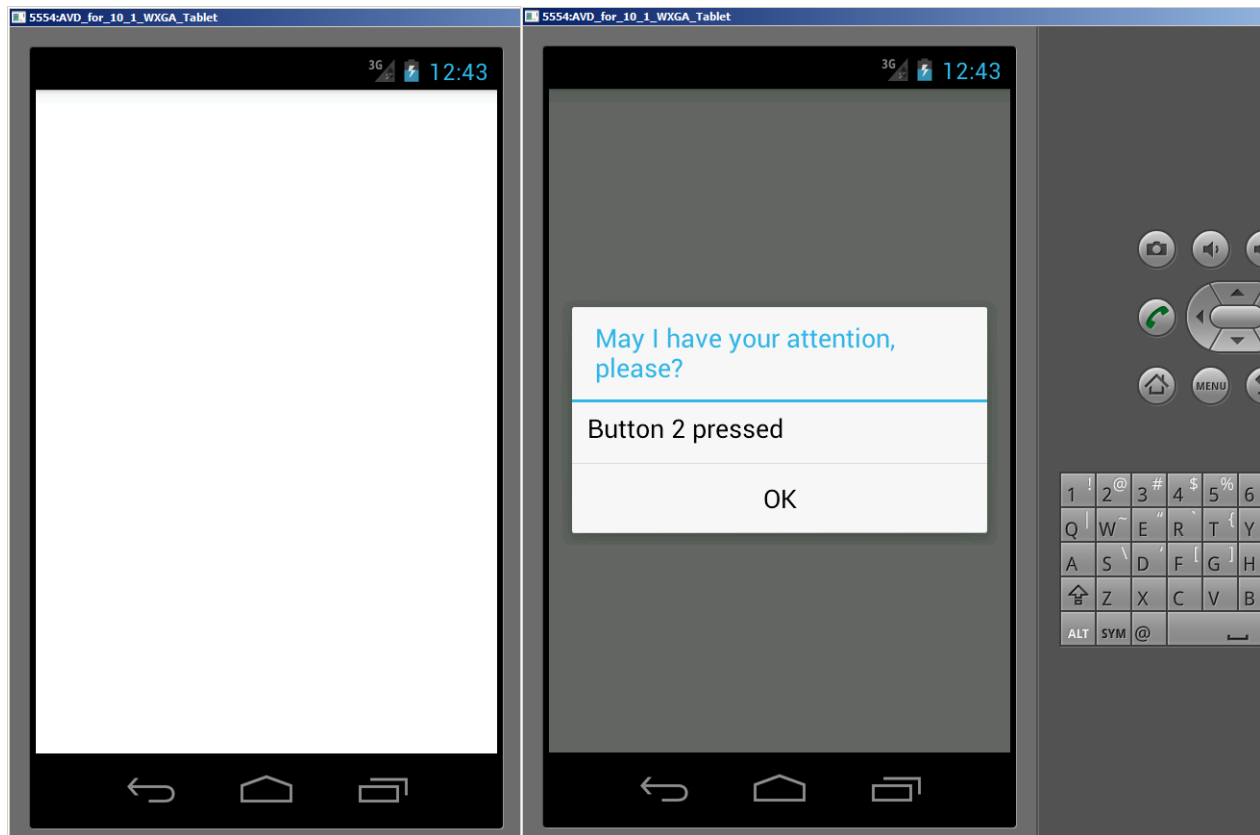 5554:AVD_for_10_1_WXGA_Tablet
3G 12:43
5554:AVD_for_10_1_WXGA_Tablet
3G 12:43
May I have your attention,
please?
Button 2 pressed
OK
MENU
1 ! 2 @ 3 # 4 $ 5 % 6
Q | W ~ E “ R ` T { Y
A S \ D ‘ F [ G ] H
Z X C V B
ALT SYM @